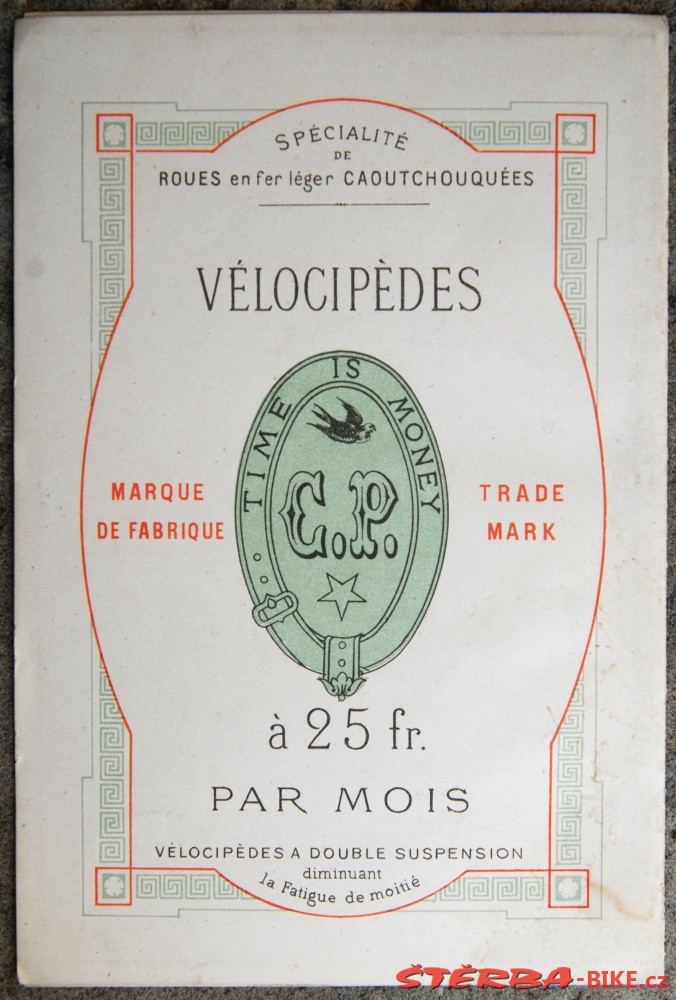 SPÉCIALITÉ
DE
ROUES en fer léger CAOUTCHOUQUÉES
VÉLOCIPÈDES
TIME IS MONEY
MARQUE
DE FABRIQUE
C.P.
TRADE
MARK
à 25 fr.
PAR MOIS
VÉLOCIPÈDES A DOUBLE SUSPENSION
diminuant
la Fatigue de moitié
ŠTĚRBA-BIKE.cz